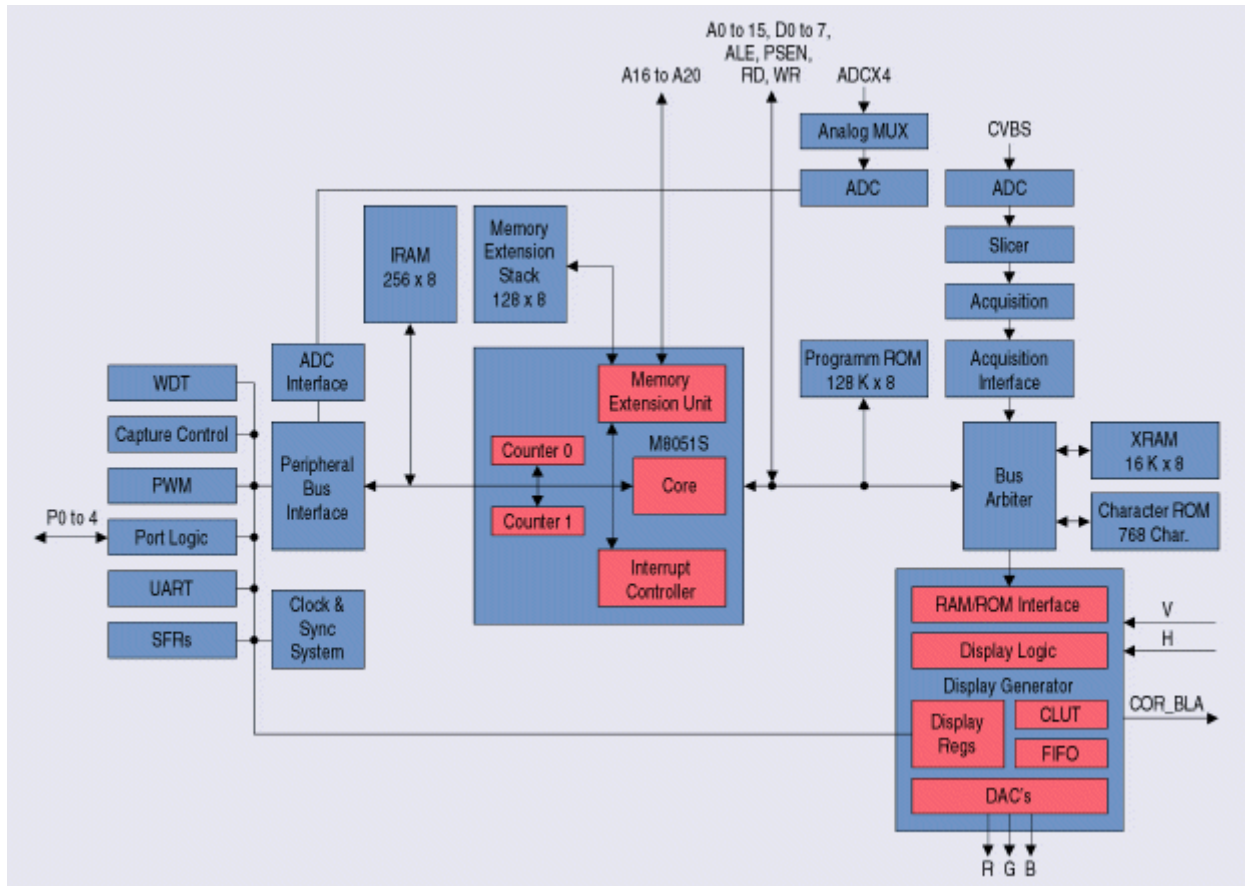 A0 to 15, D0 to 7,
ALE, PSEN,
RD, WR
A16 to A20
ADCX4
Analog MUX
CVBS
ADC
ADC
Slicer
IRAM
256 x 8
Memory
Extension
Stack
128 x 8
Acquisition
ADC
Interface
Programm ROM
128 K x 8
Acquisition
Interface
WDT
Memory
Extension Unit
Capture Control
Peripheral
Bus
Interface
Counter 0
M8051S
Core
Counter 1
Bus
Arbiter
XRAM
16 K x 8
PWM
P0 to 4
Port Logic
Character ROM
768 Char.
UART
Interrupt
Controller
SFRs
Clock &
Sync
System
RAM/ROM Interface
V
H
Display Logic
Display Generator
Display
Regs
CLUT
FIFO
COR_BLA
DAC's
R G B